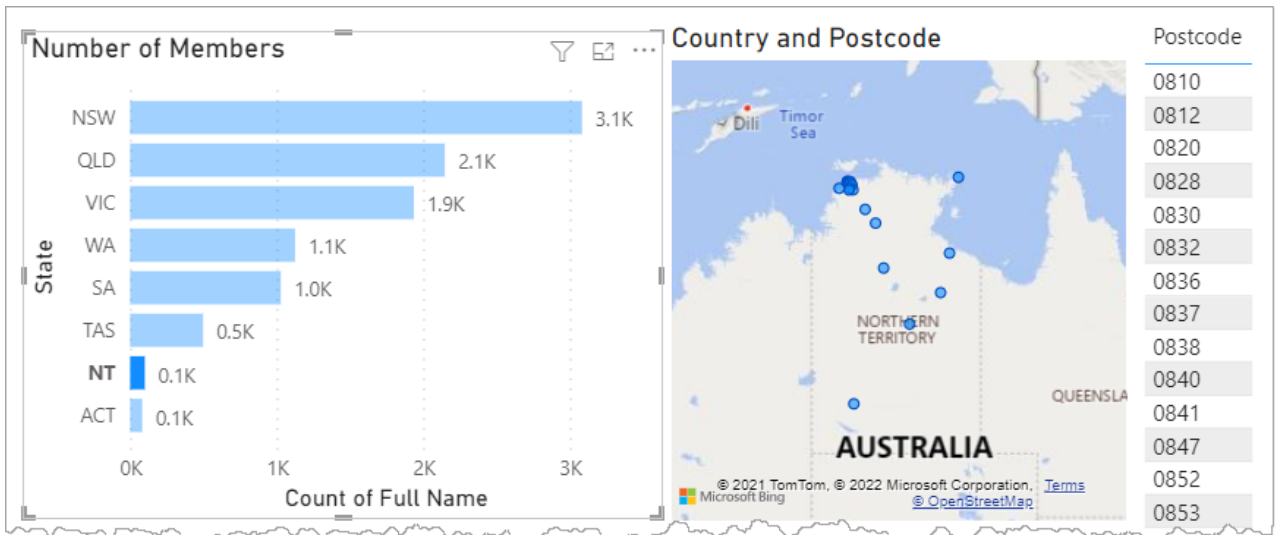 Number of Members
NSW
3.1K
QLD
2.1K
VIC
1.9K
WA
1.1K
SA
1.0K
TAS
0.5K
NT
0.1K
ACT
0.1K
0K
1K
2K
3K
State
Count of Full Name
Country and Postcode
Dili
Timor
Sea
NORTHERN
TERRITORY
QUEENSLA
AUSTRALIA
© 2021 TomTom, © 2022 Microsoft Corporation, Terms
Microsoft Bing
© OpenStreetMap
Postcode
0810
0812
0820
0828
0830
0832
0836
0837
0838
0840
0841
0847
0852
0853